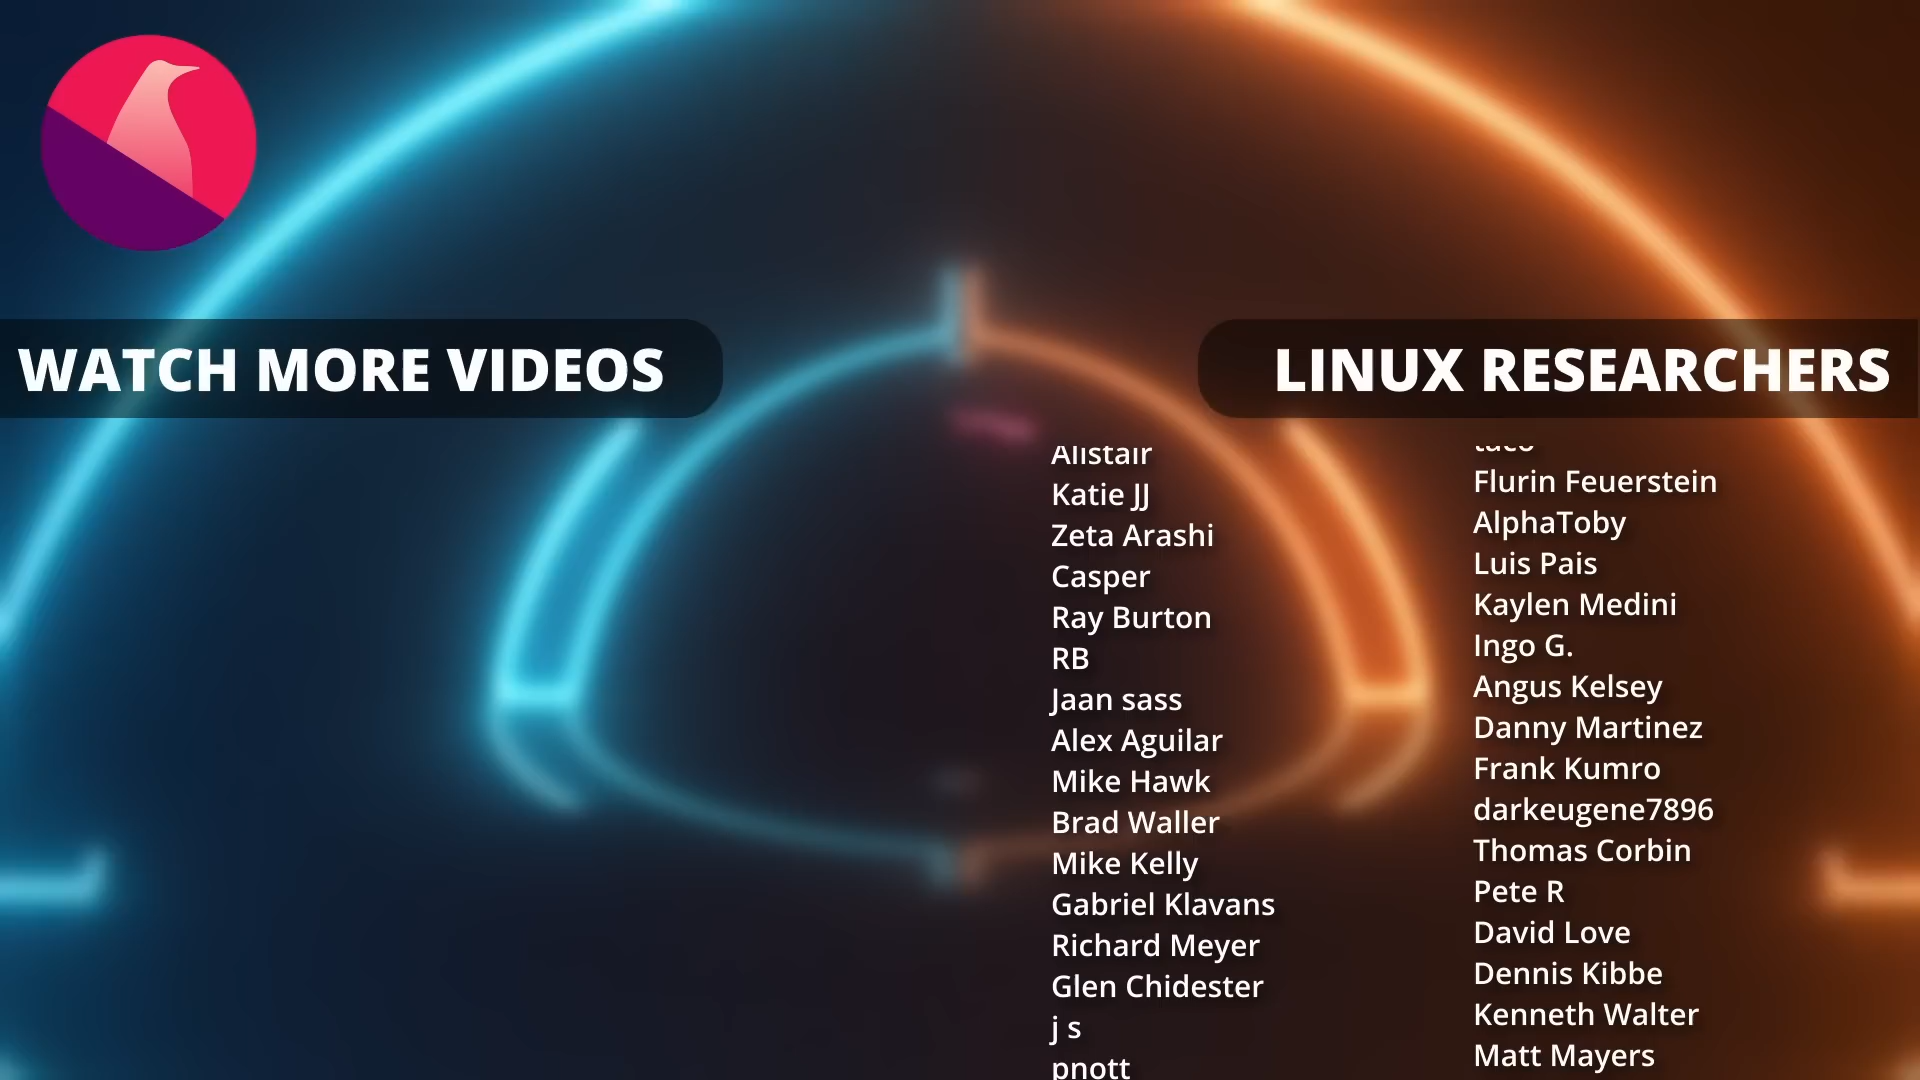 WATCH MORE VIDEOS
LINUX RESEARCHERS
Alistair
Katie JJ
Zeta Arashi
Casper
Ray Burton
RB
Jaan sass
Alex Aguilar
Mike Hawk
Brad Waller
Mike Kelly
Gabriel Klavans
Richard Meyer
Glen Chidester
j s
pnott
taco
Flurin Feuerstein
AlphaToby
Luis Pais
Kaylen Medini
Ingo G.
Angus Kelsey
Danny Martinez
Frank Kumro
darkeugene7896
Thomas Corbin
Pete R
David Love
Dennis Kibbe
Kenneth Walter
Matt Mayers